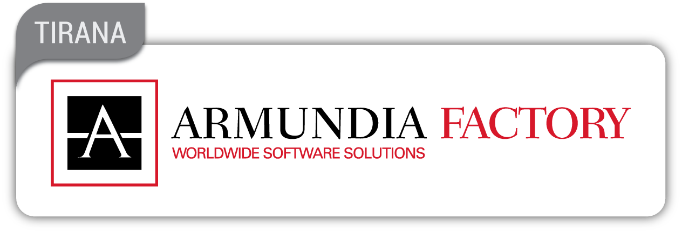 TIRANA
A
ARMUNDIA FACTORY
WORLDWIDE SOFTWARE SOLUTIONS